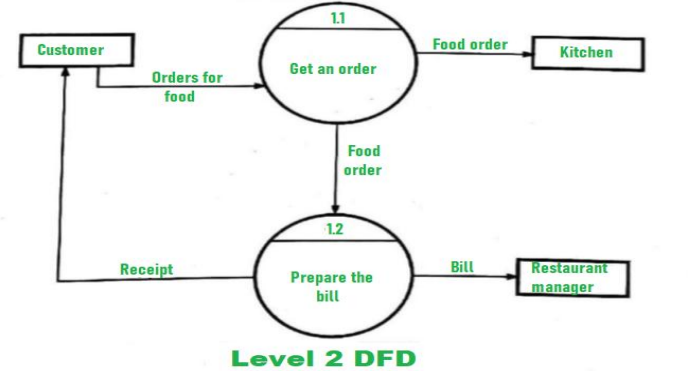 1.1
Customer
Get an order
Food order
Kitchen
Orders for
food
Food
order
1.2
Receipt
Prepare the
bill
Bill
Restaurant
manager
Level 2 DFD